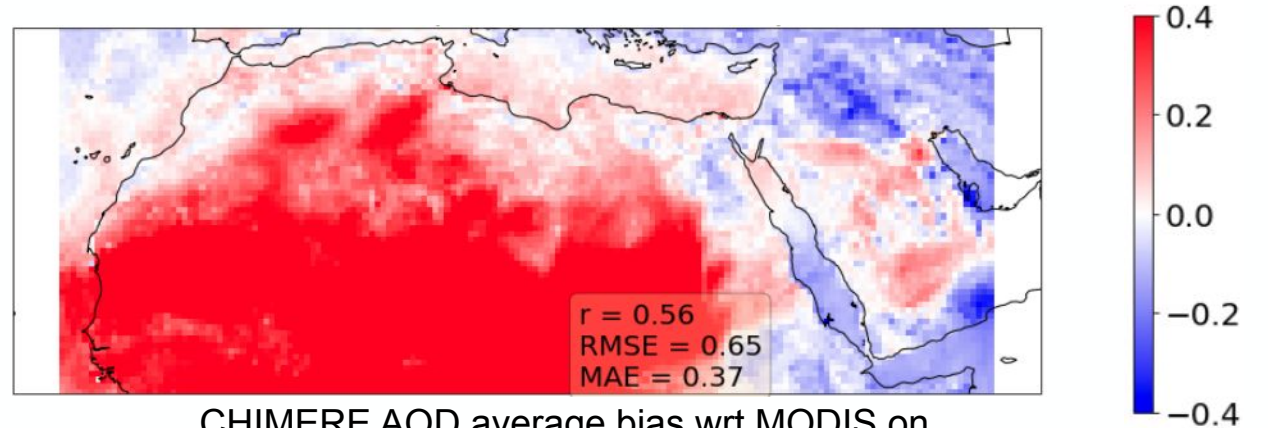 0.4
0.2
0.0
−0.2
−0.4
r = 0.56
RMSE = 0.65
MAE = 0.37
CHIMERE AOD average bias wrt MODIS on